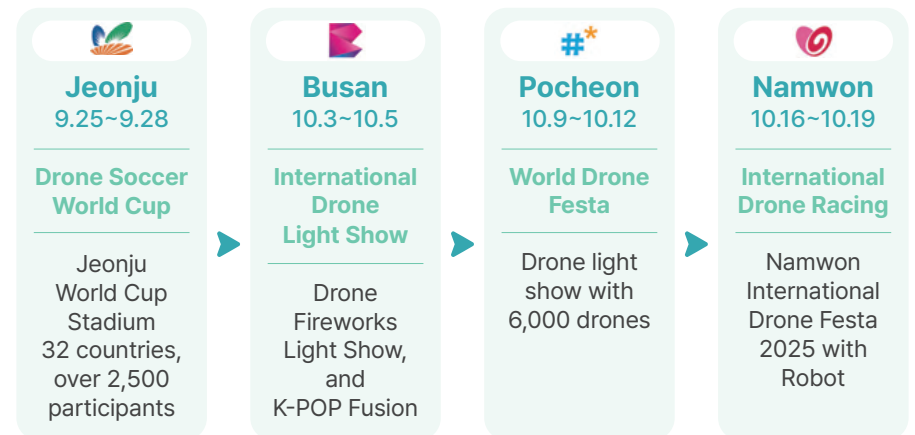 Jeonju
9.25~9.28
Drone Soccer
World Cup
Jeonju
World Cup
Stadium
32 countries,
over 2,500
participants
Busan
10.3~10.5
International
Drone
Light Show
Drone
Fireworks
Light Show,
and
K-POP Fusion
#*
Pocheon
10.9~10.12
World Drone
Festa
Drone light
show with
6,000 drones
Namwon
10.16~10.19
International
Drone Racing
Namwon
International
Drone Festa
2025 with
Robot